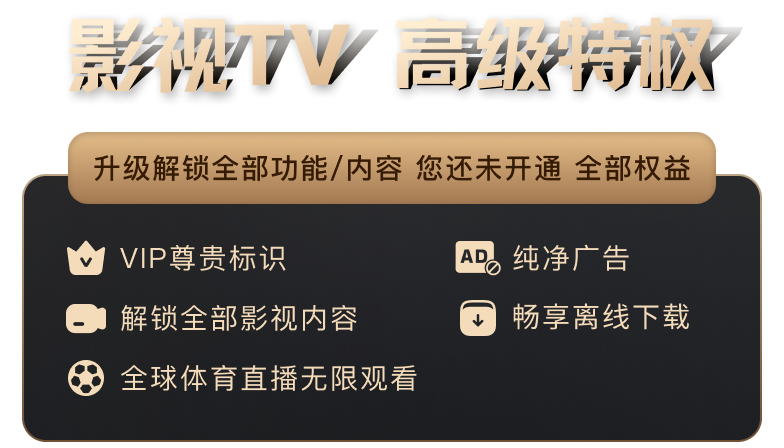 影视TV 高级特权
升级解锁全部功能/内容 您还未开通 全部权益
VIP尊贵标识
AD 纯净广告
解锁全部影视内容
畅享离线下载
全球体育直播无限观看